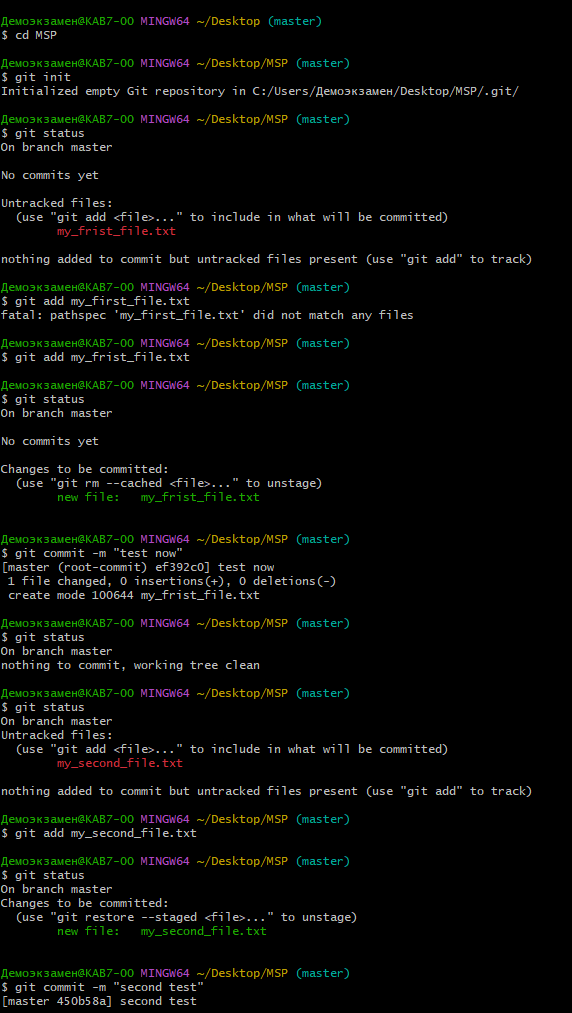 Демоэкзамен@КАВ7-00 MINGW64 ~/Desktop (master)
$ cd MSP
Демоэкзамен@КАВ7-00 MINGW64 ~/Desktop/MSP (master)
$ git init
Initialized empty Git repository in C:/Users/Демоэкзамен/Desktop/MSP/.git/
Демоэкзамен@КАВ7-00 MINGW64 ~/Desktop/MSP (master)
$ git status
On branch master
No commits yet
Untracked files:
(use "git add <file>..." to include in what will be committed)
my_frist_file.txt
nothing added to commit but untracked files present (use "git add" to track)
Демоэкзамен@КАВ7-00 MINGW64 ~/Desktop/MSP (master)
$ git add my_first_file.txt
fatal: pathspec 'my_first_file.txt' did not match any files
Демоэкзамен@КАВ7-00 MINGW64 ~/Desktop/MSP (master)
$ git add my_frist_file.txt
Демоэкзамен@КАВ7-00 MINGW64 ~/Desktop/MSP (master)
$ git status
On branch master
No commits yet
Changes to be committed:
(use "git rm --cached <file>..." to unstage)
new file:   my_frist_file.txt
Демоэкзамен@КАВ7-00 MINGW64 ~/Desktop/MSP (master)
$ git commit -m "test now"
[master (root-commit) ef392c0] test now
1 file changed, 0 insertions(+), 0 deletions(-)
create mode 100644 my_frist_file.txt
Демоэкзамен@КАВ7-00 MINGW64 ~/Desktop/MSP (master)
$ git status
On branch master
nothing to commit, working tree clean
Демоэкзамен@КАВ7-00 MINGW64 ~/Desktop/MSP (master)
$ git status
On branch master
Untracked files:
(use "git add <file>..." to include in what will be committed)
my_second_file.txt
nothing added to commit but untracked files present (use "git add" to track)
Демоэкзамен@КАВ7-00 MINGW64 ~/Desktop/MSP (master)
$ git add my_second_file.txt
Демоэкзамен@КАВ7-00 MINGW64 ~/Desktop/MSP (master)
$ git status
On branch master
Changes to be committed:
(use "git restore --staged <file>..." to unstage)
new file:   my_second_file.txt
Демоэкзамен@КАВ7-00 MINGW64 ~/Desktop/MSP (master)
$ git commit -m "second test"
[master 450b58a] second test